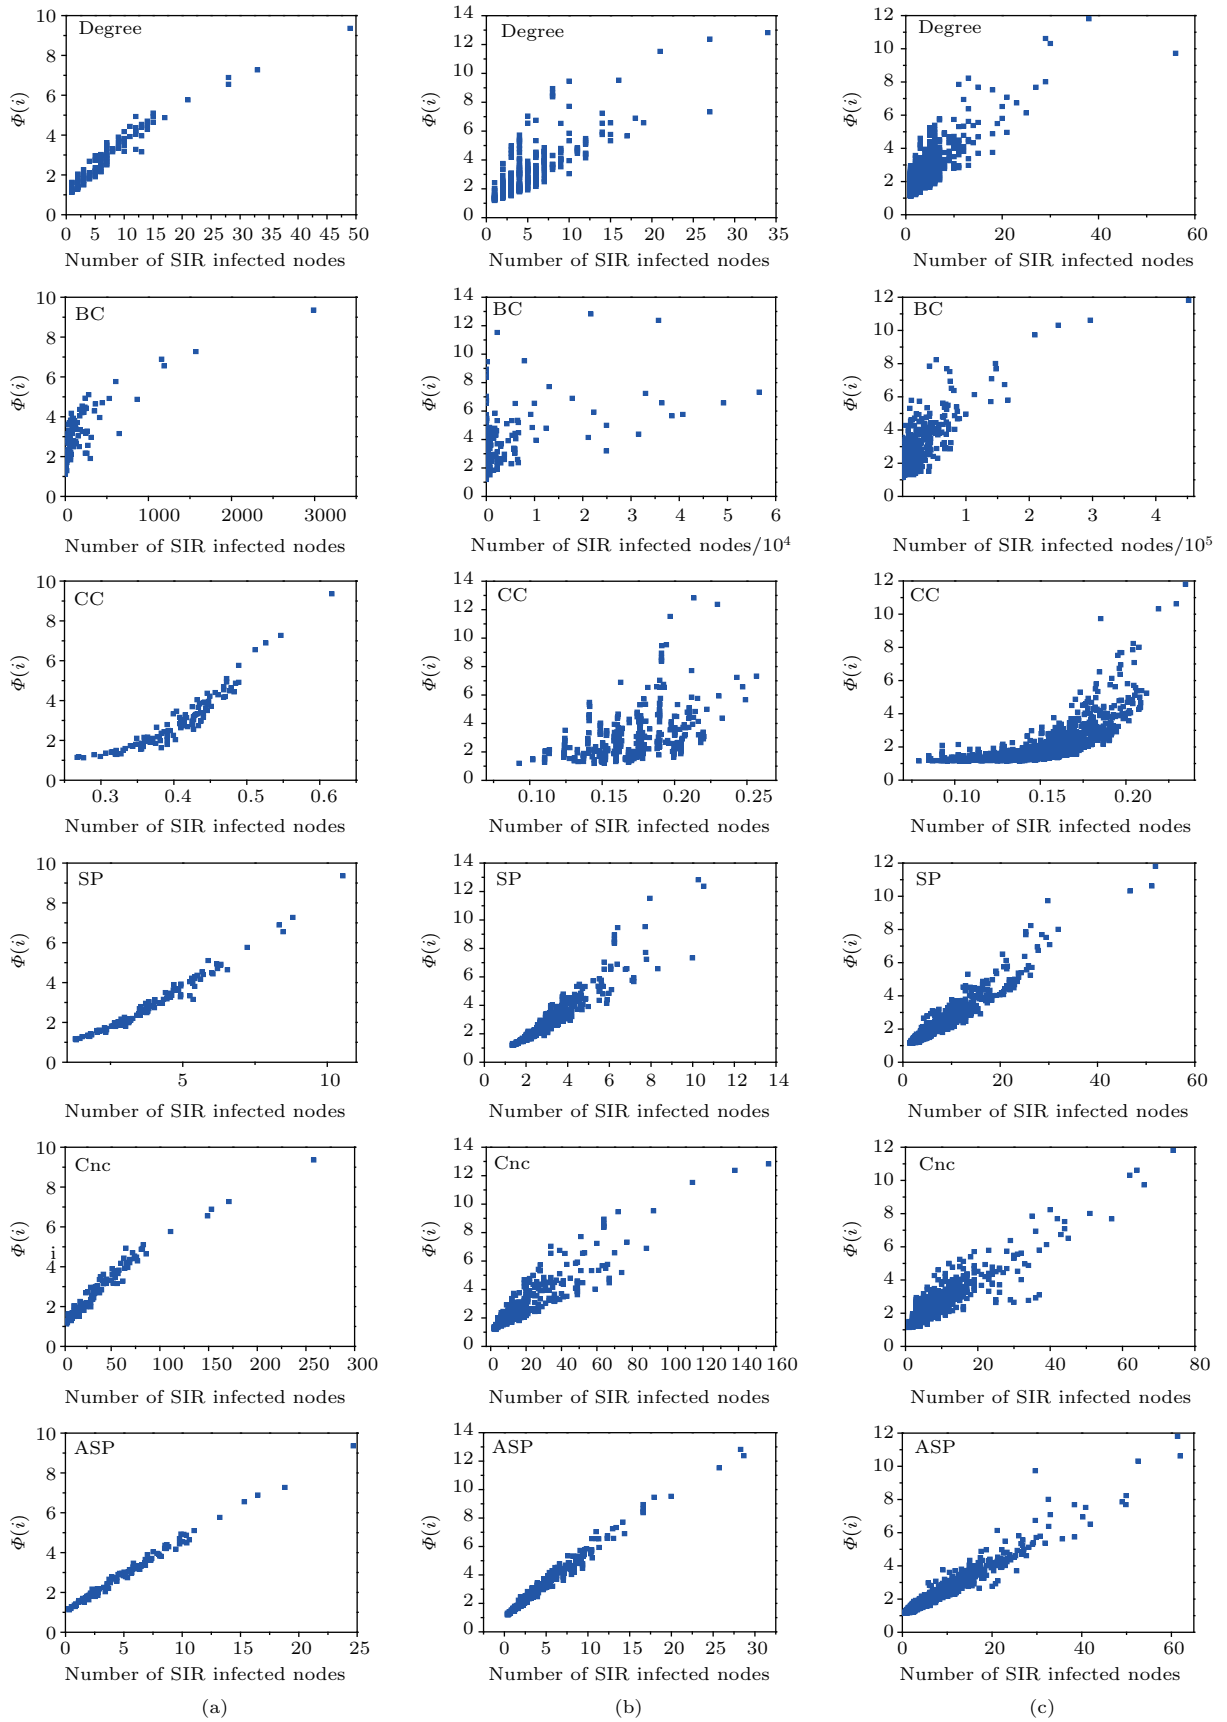 10 8 6 4 2 0
Φ(i)
Degree
0 5 10 15 20 25 30 35 40 45 50
Number of SIR infected nodes
14 12 10 8 6 4 2 0
Φ(i)
Degree
0 5 10 15 20 25 30 35
Number of SIR infected nodes
12 10 8 6 4 2 0
Φ(i)
Degree
0 20 40 60
Number of SIR infected nodes
10 8 6 4 2 0
Φ(i)
BC
0 1000 2000 3000
Number of SIR infected nodes
14 12 10 8 6 4 2 0
Φ(i)
BC
0 1 2 3 4 5 6
Number of SIR infected nodes/10⁴
12 10 8 6 4 2 0
Φ(i)
BC
1 2 3 4
Number of SIR infected nodes/10⁵
10 8 6 4 2 0
Φ(i)
CC
0.3 0.4 0.5 0.6
Number of SIR infected nodes
14 12 10 8 6 4 2 0
Φ(i)
CC
0.10 0.15 0.20 0.25
Number of SIR infected nodes
12 10 8 6 4 2 0
Φ(i)
CC
0.10 0.15 0.20
Number of SIR infected nodes
10 8 6 4 2 0
Φ(i)
SP
5 10
Number of SIR infected nodes
14 12 10 8 6 4 2 0
Φ(i)
SP
0 2 4 6 8 10 12 14
Number of SIR infected nodes
12 10 8 6 4 2 0
Φ(i)
SP
0 20 40 60
Number of SIR infected nodes
10 8 6 i 4 2 0
Φ(i)
Cnc
0 50 100 150 200 250 300
Number of SIR infected nodes
14 12 10 8 6 4 2 0
Φ(i)
Cnc
0 20 40 60 80 100 120 140 160
Number of SIR infected nodes
12 10 8 6 4 2 0
Φ(i)
Cnc
0 20 40 60 80
Number of SIR infected nodes
10 8 6 4 2 0
Φ(i)
ASP
0 5 10 15 20 25
Number of SIR infected nodes
(a)
14 12 10 8 6 4 2 0
Φ(i)
ASP
0 5 10 15 20 25 30
Number of SIR infected nodes
(b)
12 10 8 6 4 2 0
Φ(i)
ASP
0 20 40 60
Number of SIR infected nodes
(c)